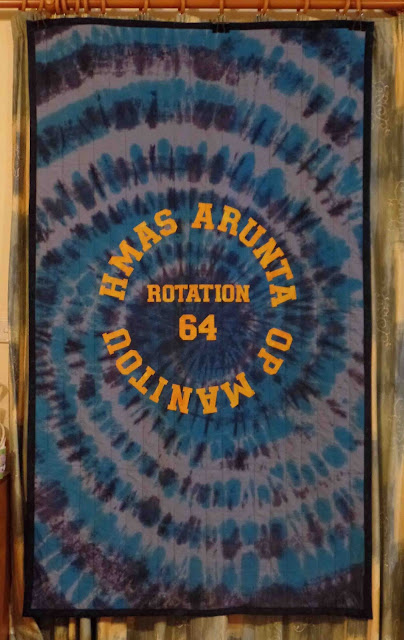 HMAS ARUNTA OP MANITOU
ROTATION
64